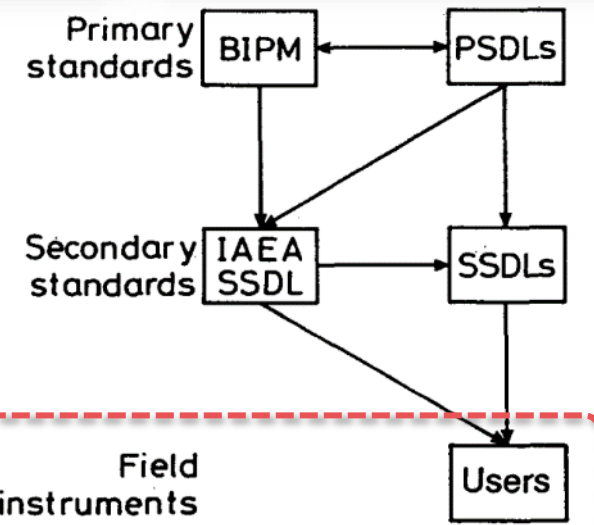 Primary
standards
BIPM
PSDLs
Secondary
standards
IAEA
SSDL
SSDLs
Field
instruments
Users